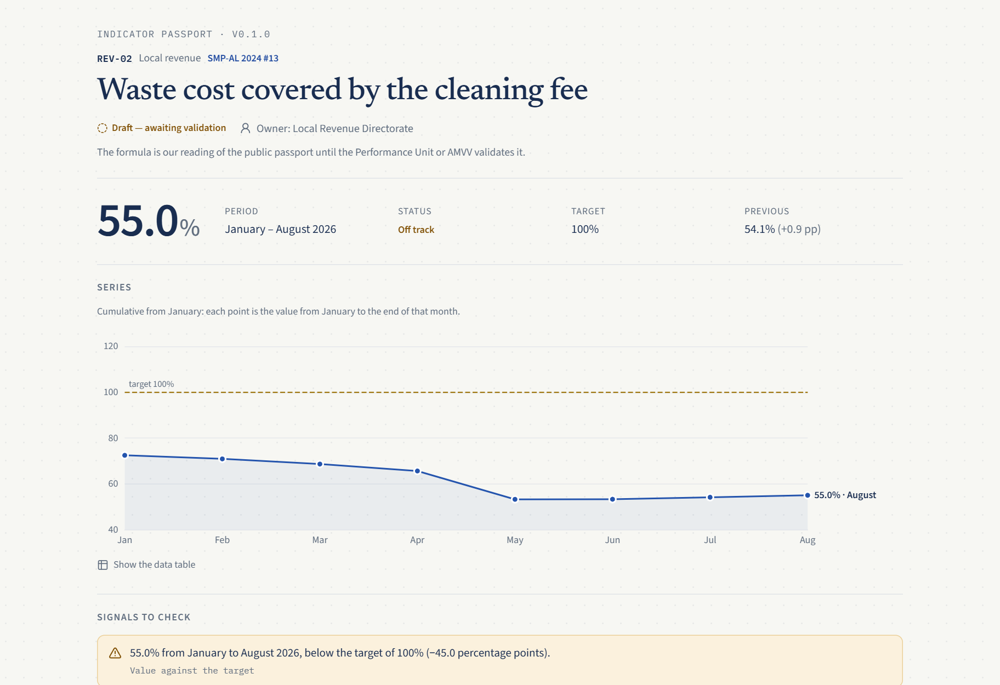 INDICATOR PASSPORT · V0.1.0
REV-02 Local revenue SMP-AL 2024 #13
Waste cost covered by the cleaning fee
Draft — awaiting validation Owner: Local Revenue Directorate
The formula is our reading of the public passport until the Performance Unit or AMVV validates it.
55.0%
PERIOD
January – August 2026
STATUS
Off track
TARGET
100%
PREVIOUS
54.1% (+0.9 pp)
SERIES
Cumulative from January: each point is the value from January to the end of that month.
120
target 100%
100
80
60
55.0% · August
40
Jan Feb Mar Apr May Jun Jul Aug
Show the data table
SIGNALS TO CHECK
55.0% from January to August 2026, below the target of 100% (−45.0 percentage points).
Value against the target